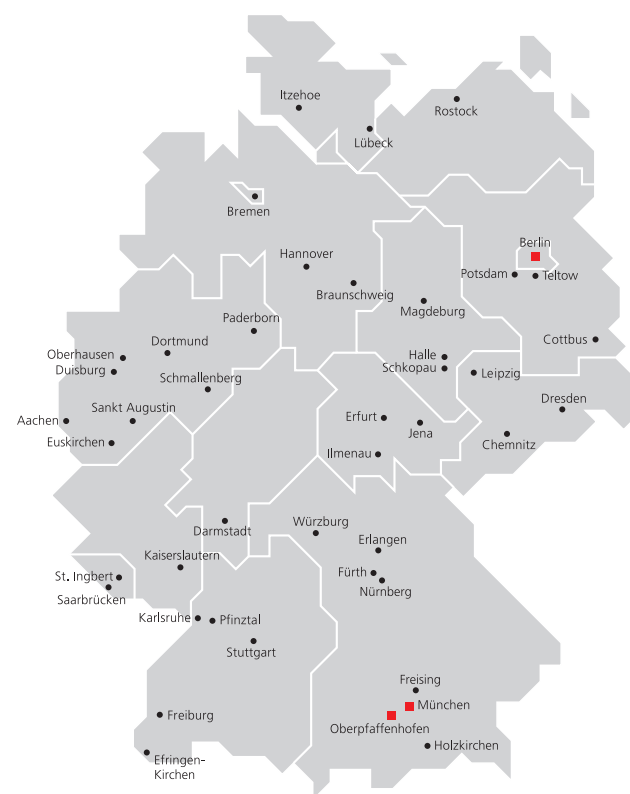 Itzehoe
Rostock
Lübeck
Bremen
Berlin
Hannover
Potsdam
Teltow
Braunschweig
Magdeburg
Paderborn
Cottbus
Dortmund
Oberhausen
Halle
Duisburg
Schkopau
Leipzig
Schmallenberg
Dresden
Sankt Augustin
Aachen
Erfurt
Jena
Euskirchen
Chemnitz
Ilmenau
Würzburg
Darmstadt
Erlangen
Kaiserslautern
St. Ingbert
Fürth
Nürnberg
Saarbrücken
Karlsruhe
Pfinztal
Stuttgart
Freising
München
Freiburg
Oberpfaffenhofen
Holzkirchen
Efringen-
Kirchen